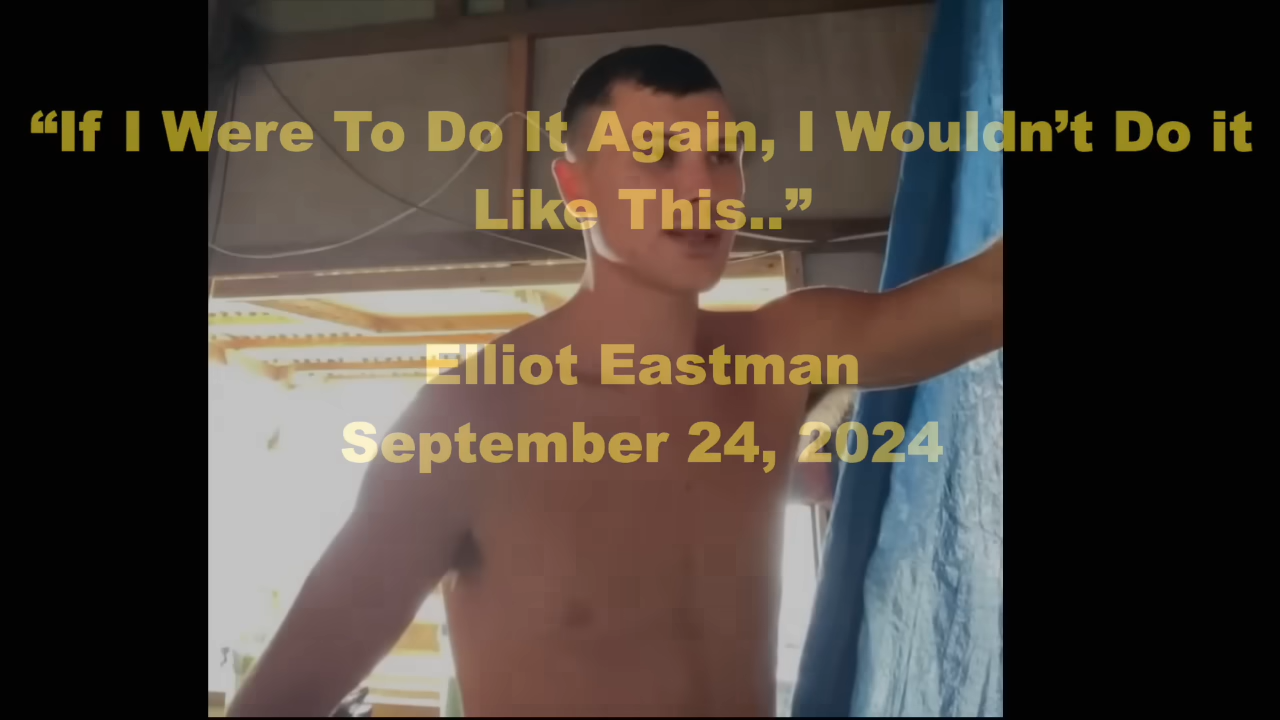 “If I Were To Do It Again, I Wouldn’t Do it
Like This..”
Elliot Eastman
September 24, 2024